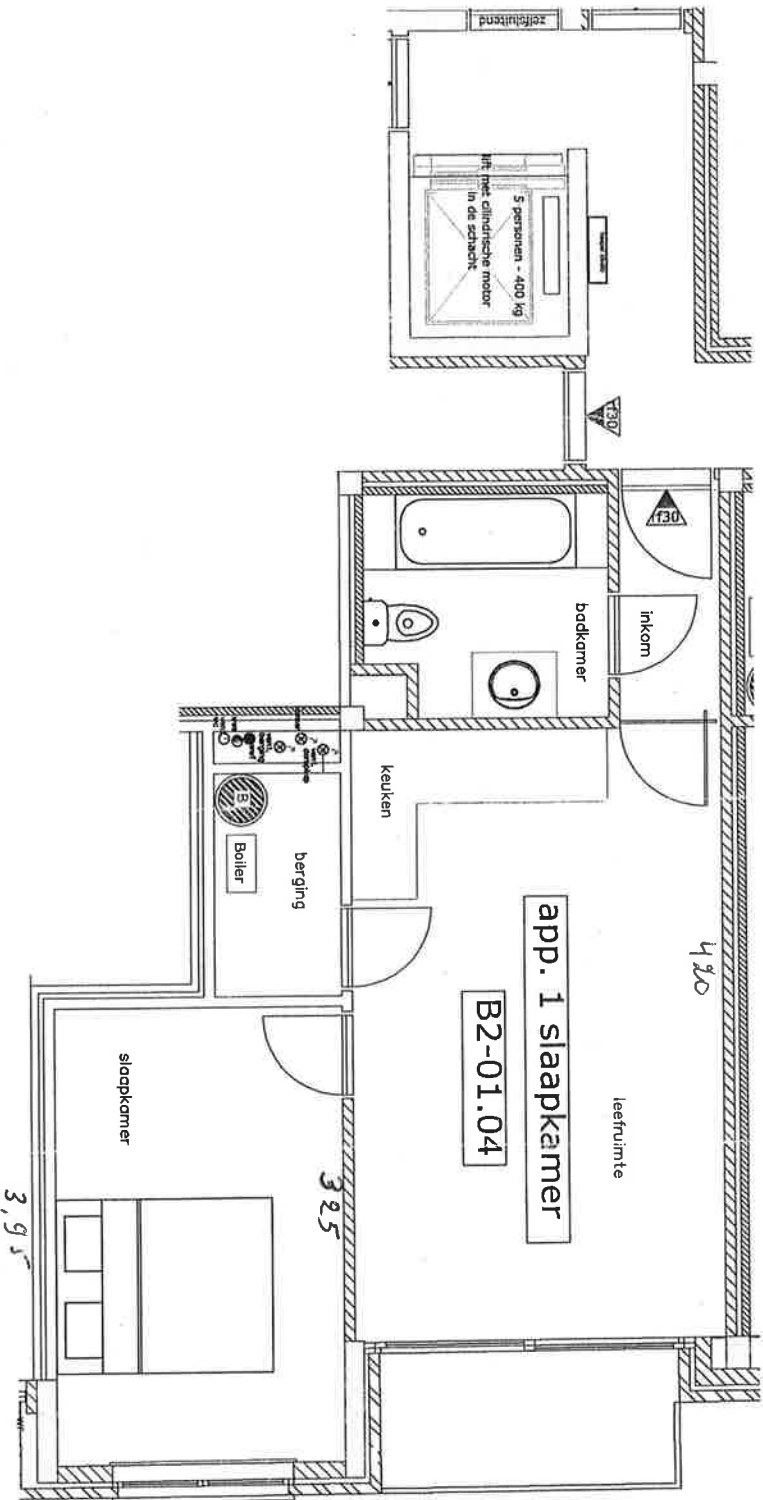 zelfsluitend
5 personen - 400 kg
lift met cilindrische motor
in de schacht
f30
f30
inkom
badkamer
keuken
berging
B
Boiler
app. 1 slaapkamer
B2-01.04
leefruimte
slaapkamer
420
325
3,95